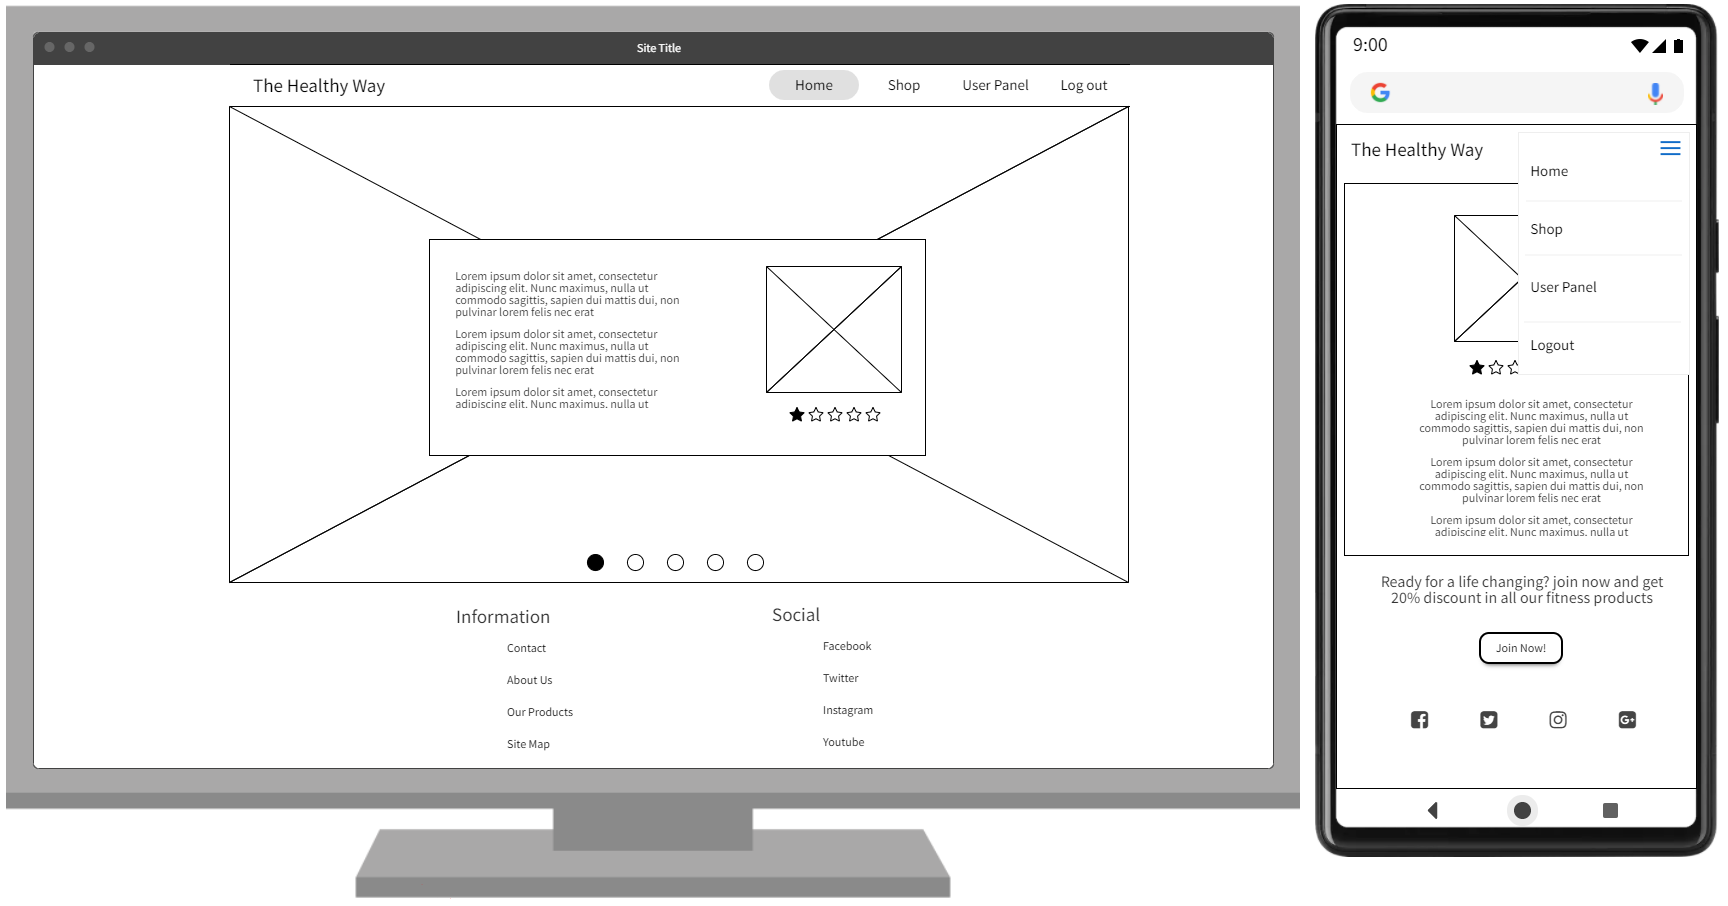 Site Title
The Healthy Way
Home
Shop
User Panel
Log out
Lorem ipsum dolor sit amet, consectetur
adipiscing elit. Nunc maximus, nulla ut
commodo sagittis, sapien dui mattis dui, non
pulvinar lorem felis nec erat
Lorem ipsum dolor sit amet, consectetur
adipiscing elit. Nunc maximus, nulla ut
commodo sagittis, sapien dui mattis dui, non
pulvinar lorem felis nec erat
Lorem ipsum dolor sit amet, consectetur
adipiscing elit. Nunc maximus, nulla ut
Information
Contact
About Us
Our Products
Site Map
Social
Facebook
Twitter
Instagram
Youtube
9:00
The Healthy Way
Home
Shop
User Panel
Logout
Lorem ipsum dolor sit amet, consectetur
adipiscing elit. Nunc maximus, nulla ut
commodo sagittis, sapien dui mattis dui, non
pulvinar lorem felis nec erat
Lorem ipsum dolor sit amet, consectetur
adipiscing elit. Nunc maximus, nulla ut
commodo sagittis, sapien dui mattis dui, non
pulvinar lorem felis nec erat
Lorem ipsum dolor sit amet, consectetur
adipiscing elit. Nunc maximus, nulla ut
Ready for a life changing? join now and get
20% discount in all our fitness products
Join Now!